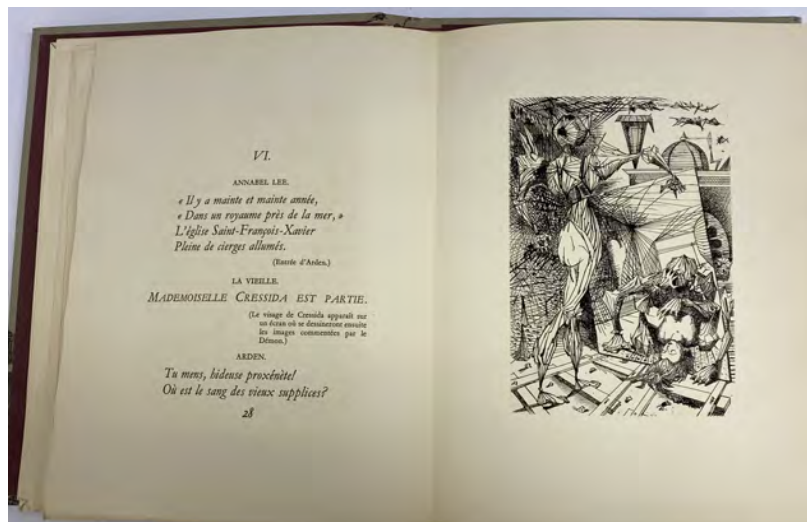 VI.
ANNABEL LEE.
« Il y a mainte et mainte année,
« Dans un royaume près de la mer, »
L'église Saint-François-Xavier
Pleine de cierges allumés.
(Entrée d'Arden.)
LA VIEILLE.
MADEMOISELLE CRESSIDA EST PARTIE.
(Le visage de Cressida apparaît sur
un écran où se dessineront ensuite
les images commentées par le
Démon.)
ARDEN.
Tu mens, hideuse proxénète!
Où est le sang des vieux supplices?
28